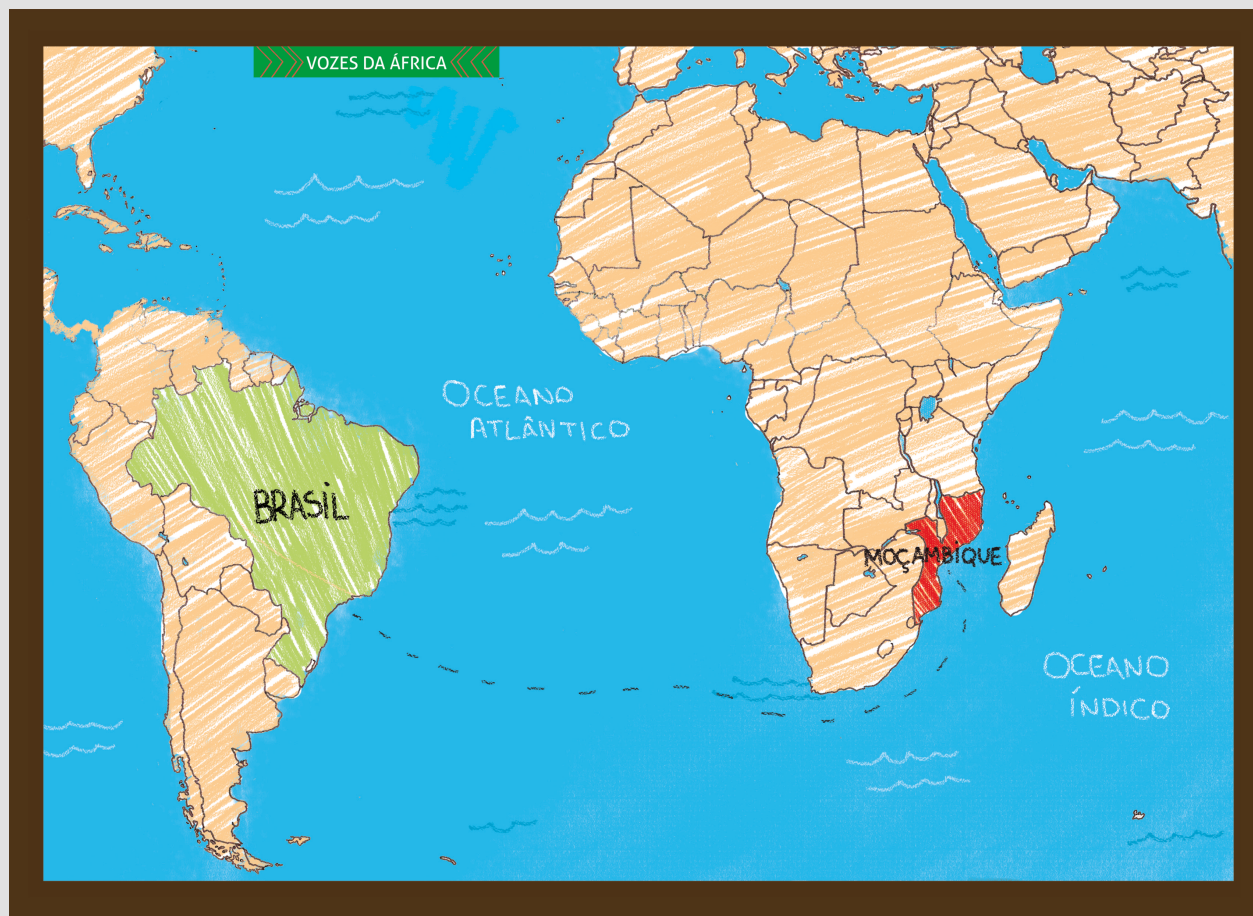 VOZES DA ÁFRICA
OCEANO
ATLÂNTICO
BRASIL
MOÇAMBIQUE
OCEANO
ÍNDICO